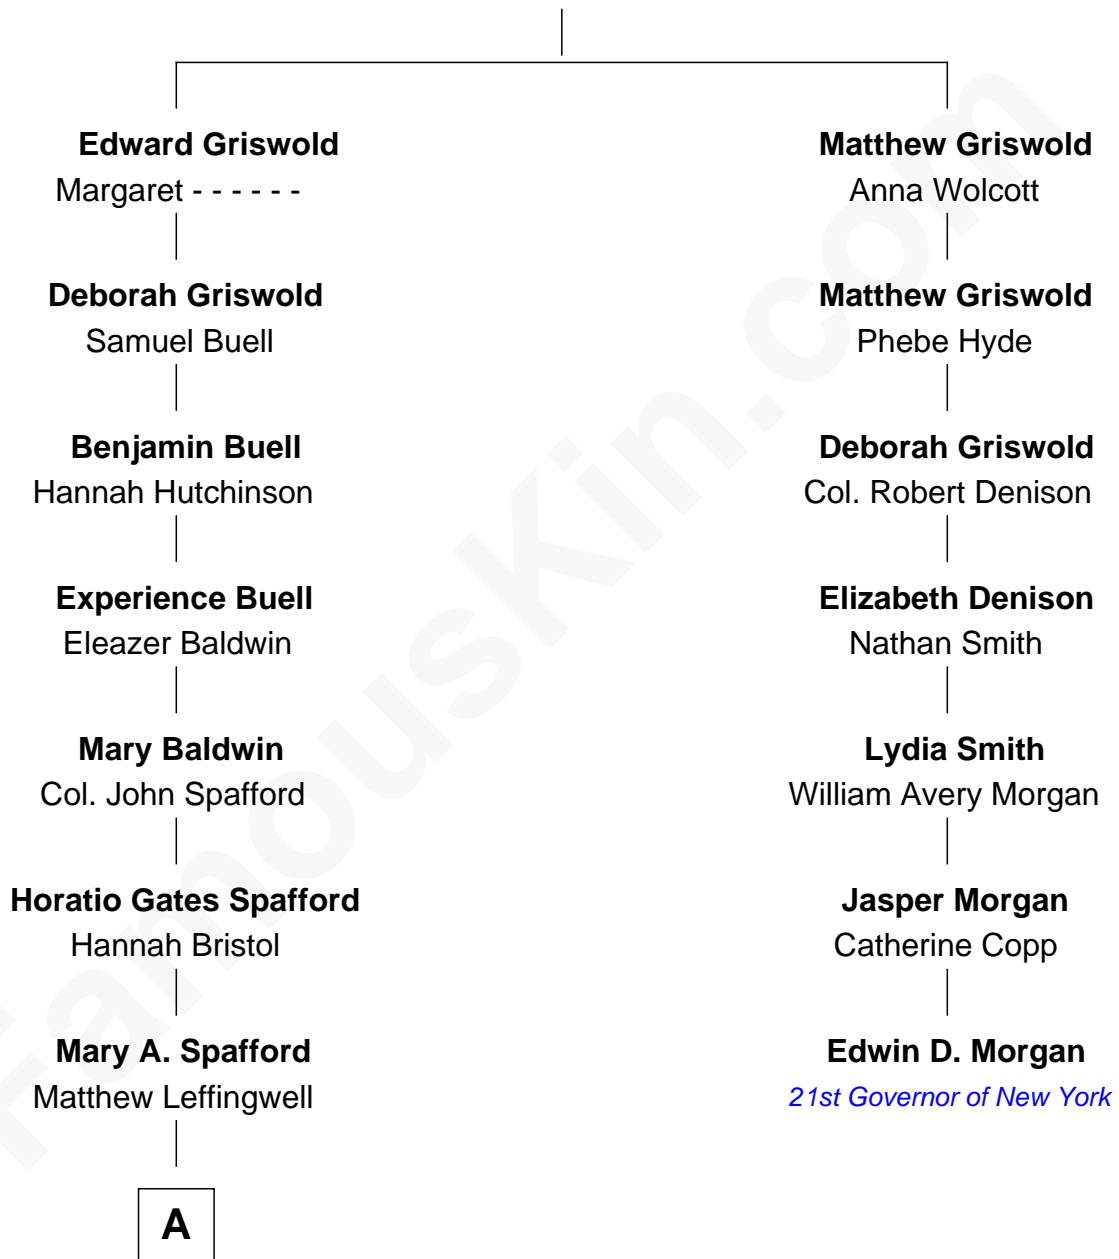 Edward Griswold
Margaret - - - - - -
Deborah Griswold
Samuel Buell
Benjamin Buell
Hannah Hutchinson
Experience Buell
Eleazer Baldwin
Mary Baldwin
Col. John Spafford
Horatio Gates Spafford
Hannah Bristol
Mary A. Spafford
Matthew Leffingwell
A
Matthew Griswold
Anna Wolcott
Matthew Griswold
Phebe Hyde
Deborah Griswold
Col. Robert Denison
Elizabeth Denison
Nathan Smith
Lydia Smith
William Avery Morgan
Jasper Morgan
Catherine Copp
Edwin D. Morgan
21st Governor of New York
FamousKin.com